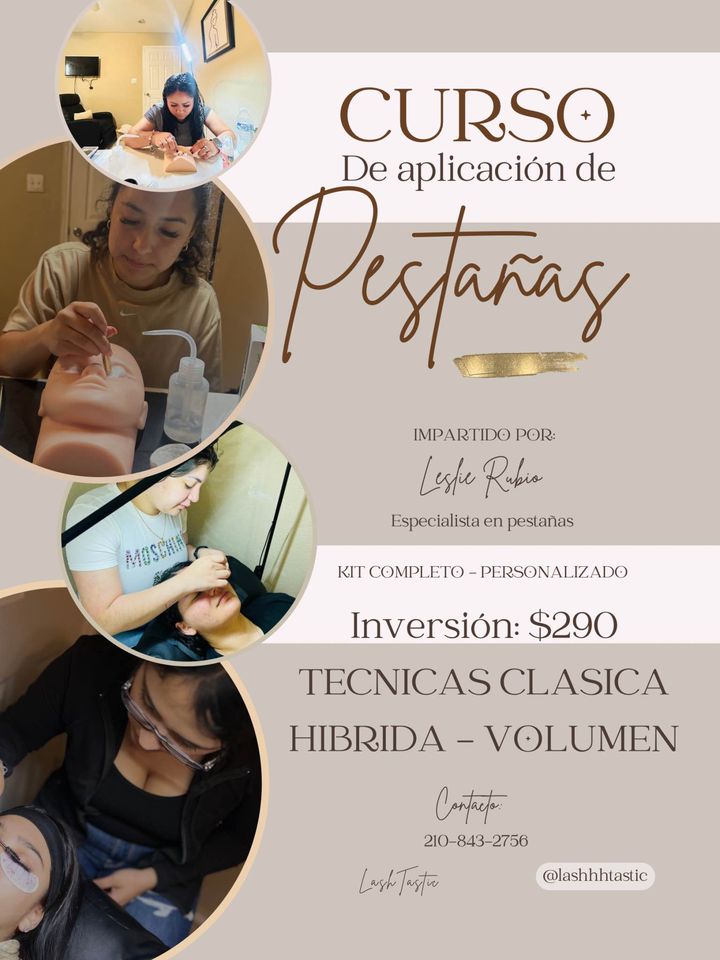 CURSO
De aplicación de
Pestañas
IMPARTIDO POR:
Leslie Rubio
Especialista en pestañas
KIT COMPLETO - PERSONALIZADO
Inversión: $290
TECNICAS CLASICA
HIBRIDA - VOLUMEN
Contacto:
210-843-2756
LashTastic
@lashhhtastic
MOSCHIN